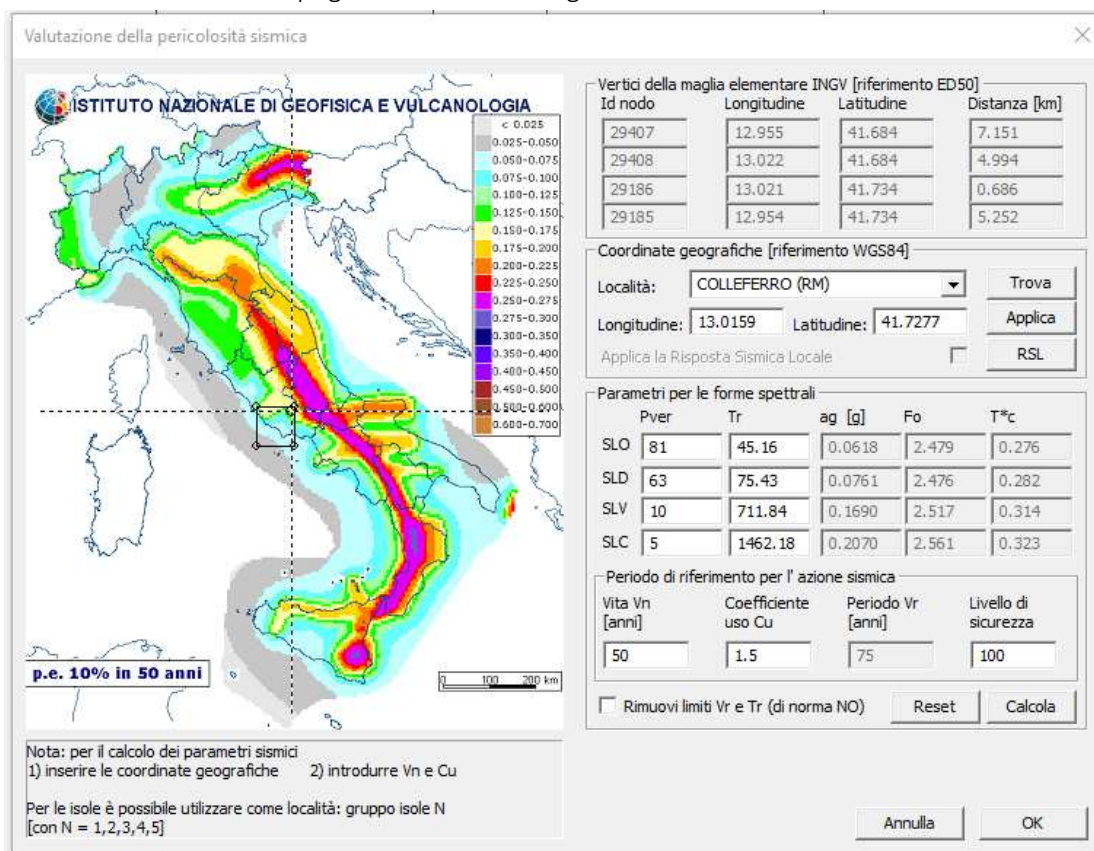 Valutazione della pericolosità sismica
ISTITUTO NAZIONALE DI GEOFISICA E VULCANOLOGIA
< 0.025
0.025-0.050
0.050-0.075
0.075-0.100
0.100-0.125
0.125-0.150
0.150-0.175
0.175-0.200
0.200-0.225
0.225-0.250
0.250-0.275
0.275-0.300
0.300-0.350
0.350-0.400
0.400-0.450
0.450-0.500
0.500-0.600
0.600-0.700
p.e. 10% in 50 anni
0 100 200 km
Nota: per il calcolo dei parametri sismici
1) inserire le coordinate geografiche 2) introdurre Vn e Cu
Per le isole è possibile utilizzare come località: gruppo isole N
[con N = 1,2,3,4,5]
Vertici della maglia elementare INGV [riferimento ED50]
Id nodo Longitudine Latitudine Distanza [km]
29407 12.955 41.684 7.151
29408 13.022 41.684 4.994
29186 13.021 41.734 0.686
29185 12.954 41.734 5.252
Coordinate geografiche [riferimento WGS84]
Località: COLLEFERRO (RM) Trova
Longitudine: 13.0159 Latitudine: 41.7277 Applica
Applica la Risposta Sismica Locale RSL
Parametri per le forme spettrali
Pver Tr ag [g] Fo T*c
SLO 81 45.16 0.0618 2.479 0.276
SLD 63 75.43 0.0761 2.476 0.282
SLV 10 711.84 0.1690 2.517 0.314
SLC 5 1462.18 0.2070 2.561 0.323
Periodo di riferimento per l' azione sismica
Vita Vn Coefficiente Periodo Vr Livello di
[anni] uso Cu [anni] sicurezza
50 1.5 75 100
Rimuovi limiti Vr e Tr (di norma NO) Reset Calcola
Annulla OK